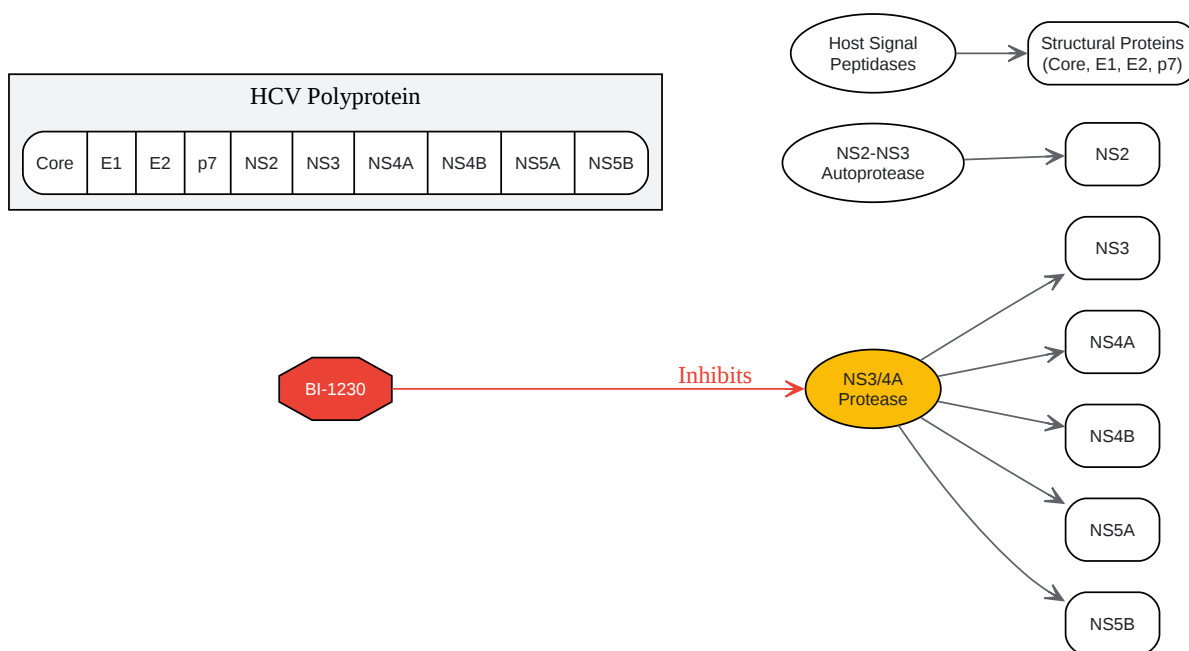 HCV Polyprotein
Core
E1
E2
p7
NS2
NS3
NS4A
NS4B
NS5A
NS5B
Host Signal
Peptidases
Structural Proteins
(Core, E1, E2, p7)
NS2-NS3
Autoprotease
NS2
BI-1230
Inhibits
NS3/4A
Protease
NS3
NS4A
NS4B
NS5A
NS5B